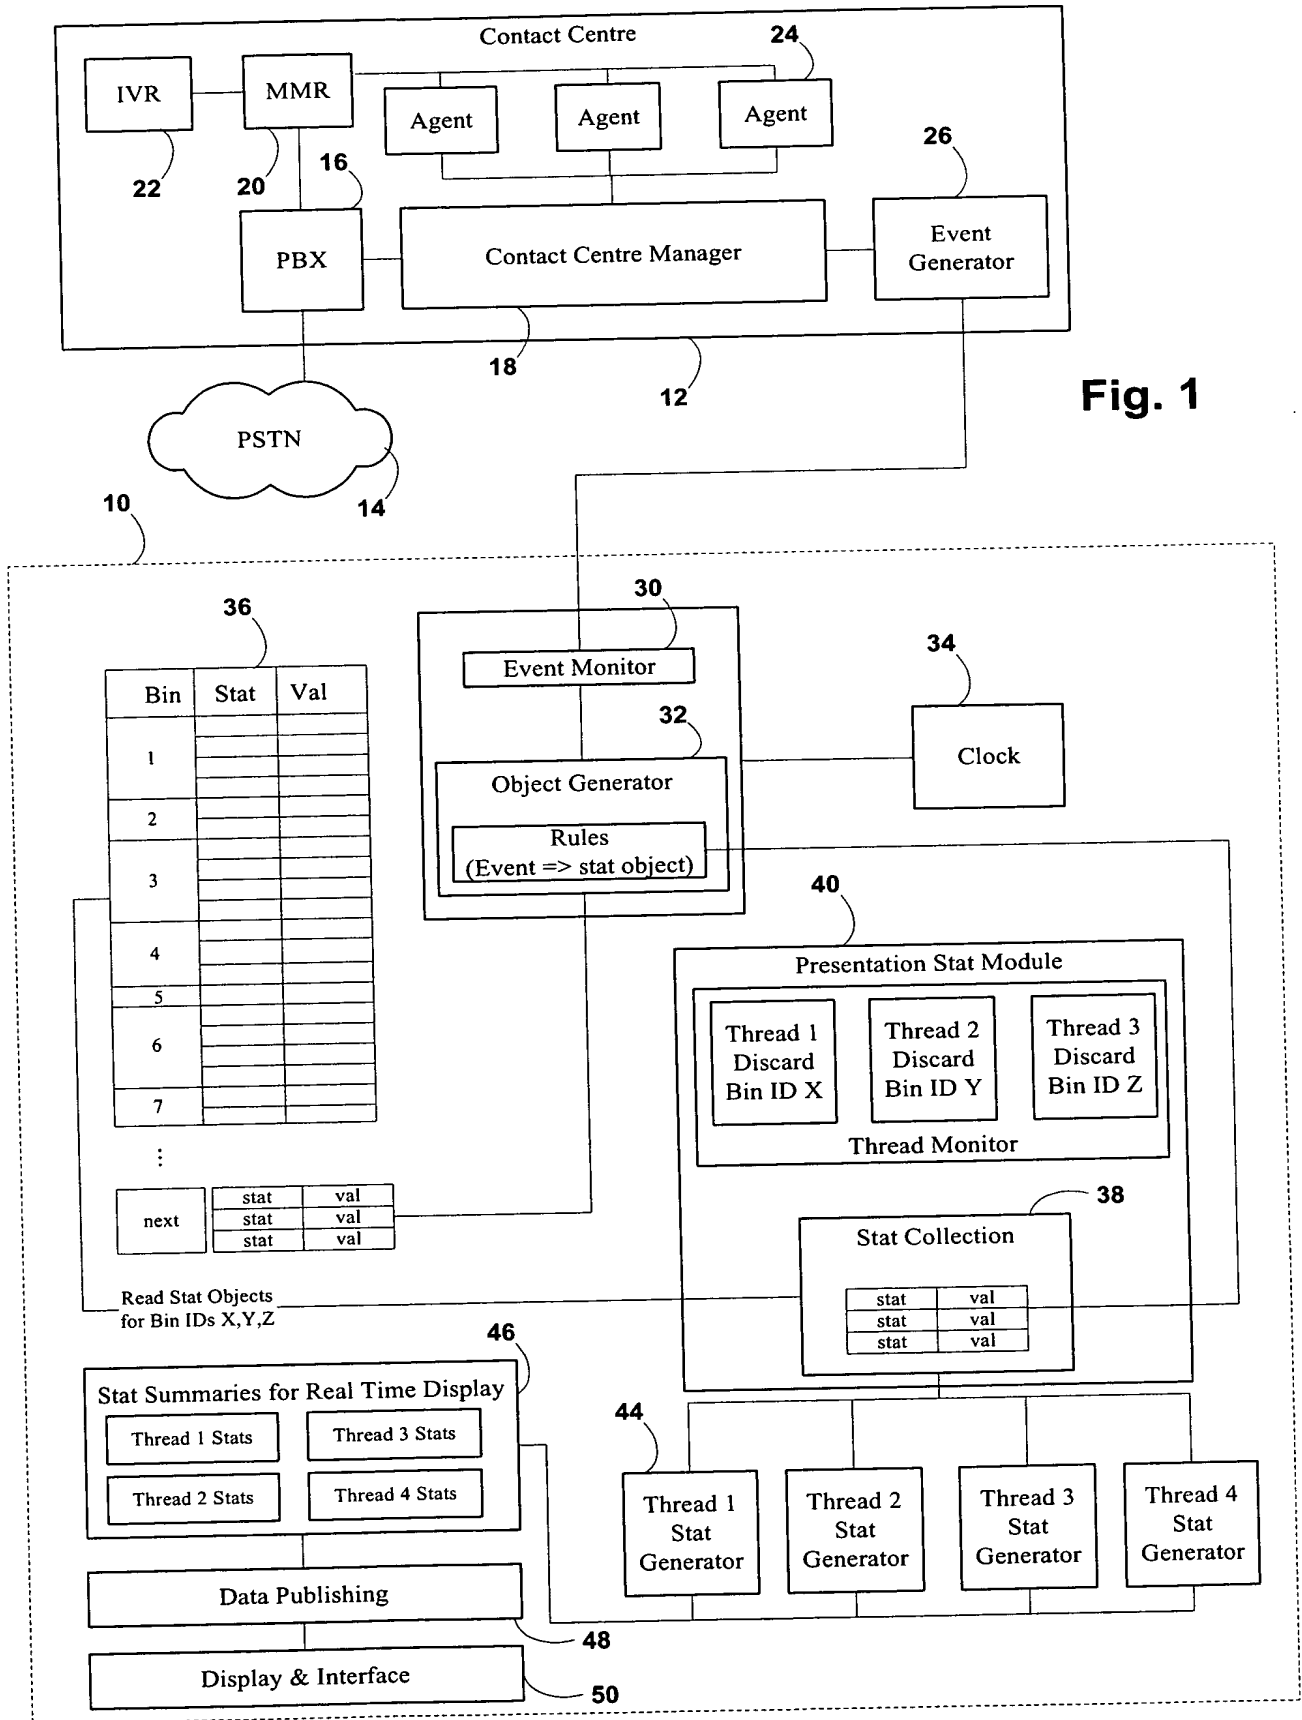 Contact Centre
24
IVR
MMR
Agent
Agent
Agent
22
20
16
26
PBX
Contact Centre Manager
Event
Generator
18
12
Fig. 1
PSTN
14
10
36
30
34
Bin Stat Val
Event Monitor
32
Clock
1
Object Generator
2
Rules
(Event => stat object)
3
40
4
Presentation Stat Module
5
6
7
Thread 1
Discard
Bin ID X
Thread 2
Discard
Bin ID Y
Thread 3
Discard
Bin ID Z
Thread Monitor
⋮
next
stat val
stat val
stat val
38
Stat Collection
stat val
stat val
stat val
Read Stat Objects
for Bin IDs X,Y,Z
46
Stat Summaries for Real Time Display
Thread 1 Stats
Thread 3 Stats
Thread 2 Stats
Thread 4 Stats
44
Thread 1
Stat
Generator
Thread 2
Stat
Generator
Thread 3
Stat
Generator
Thread 4
Stat
Generator
Data Publishing
48
Display & Interface
50